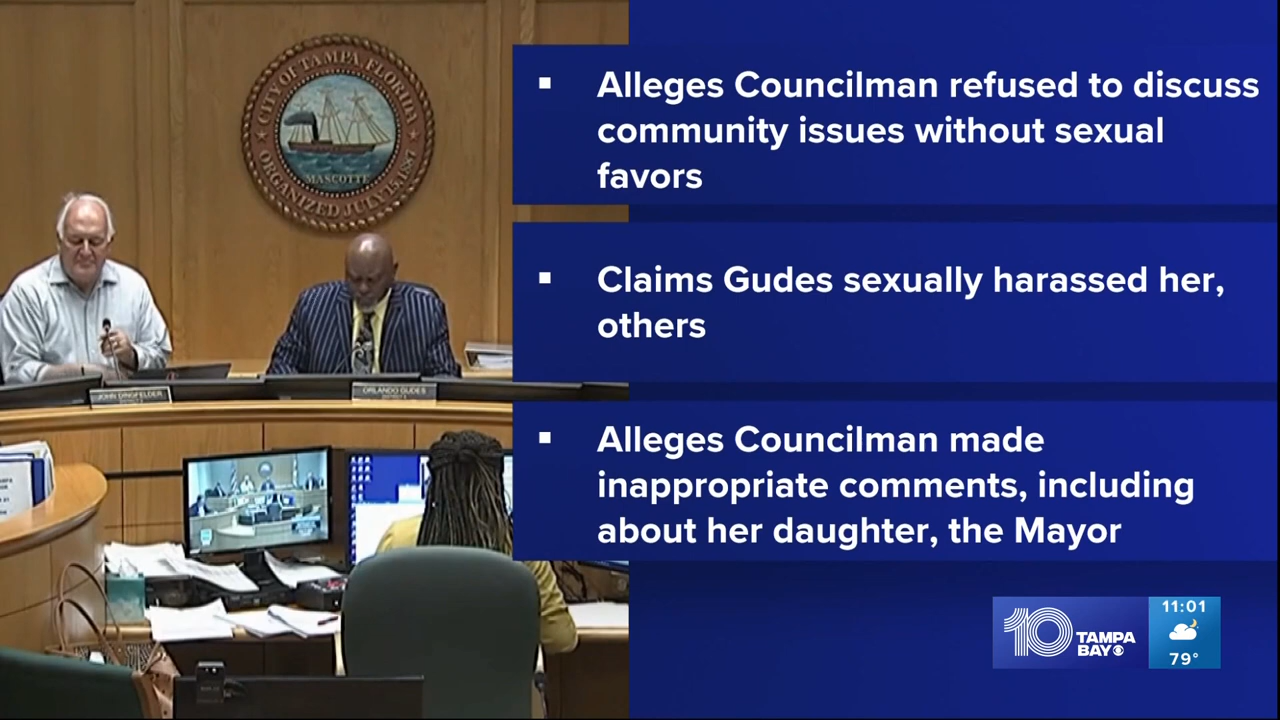 CITY OF TAMPA, FLORIDA
MASCOTTE
ORGANIZED JULY 15, 1887
JOHN DINGFELDER
ORLANDO GUDES
▪ Alleges Councilman refused to discuss
community issues without sexual
favors
▪ Claims Gudes sexually harassed her,
others
▪ Alleges Councilman made
inappropriate comments, including
about her daughter, the Mayor
10
TAMPA
BAY
11:01
79°